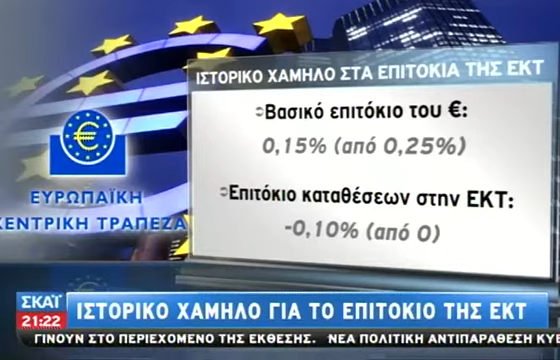 ΙΣΤΟΡΙΚΟ ΧΑΜΗΛΟ ΣΤΑ ΕΠΙΤΟΚΙΑ ΤΗΣ ΕΚΤ
Βασικό επιτόκιο του €:
0,15% (από 0,25%)
Επιτόκιο καταθέσεων στην ΕΚΤ:
-0,10% (από 0)
€
ΕΥΡΩΠΑΪΚΗ
ΚΕΝΤΡΙΚΗ ΤΡΑΠΕΖΑ
ΣΚΑΪ
21:22
ΙΣΤΟΡΙΚΟ ΧΑΜΗΛΟ ΓΙΑ ΤΟ ΕΠΙΤΟΚΙΟ ΤΗΣ ΕΚΤ
ΓΙΝΟΥΝ ΣΤΟ ΠΕΡΙΕΧΟΜΕΝΟ ΤΗΣ ΕΚΘΕΣΗΣ. ΝΕΑ ΠΟΛΙΤΙΚΗ ΑΝΤΙΠΑΡΑΘΕΣΗ ΚΥ